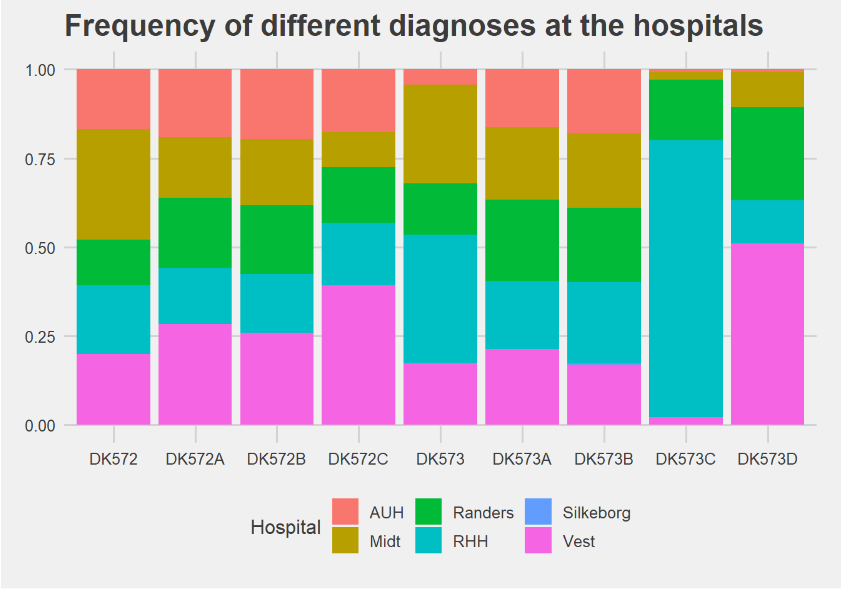 Frequency of different diagnoses at the hospitals
1.00
0.75
0.50
0.25
0.00
DK572 DK572A DK572B DK572C DK573 DK573A DK573B DK573C DK573D
Hospital
AUH Randers Silkeborg
Midt RHH Vest